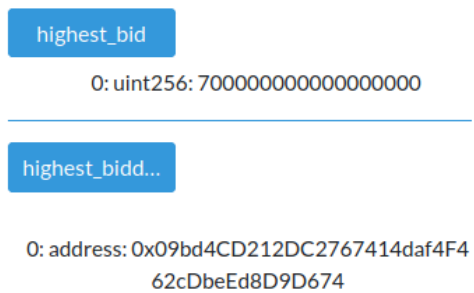 highest_bid
0: uint256: 700000000000000000
highest_bidd...
0: address: 0x09bd4CD212DC2767414daf4F4
62cDbeEd8D9D674